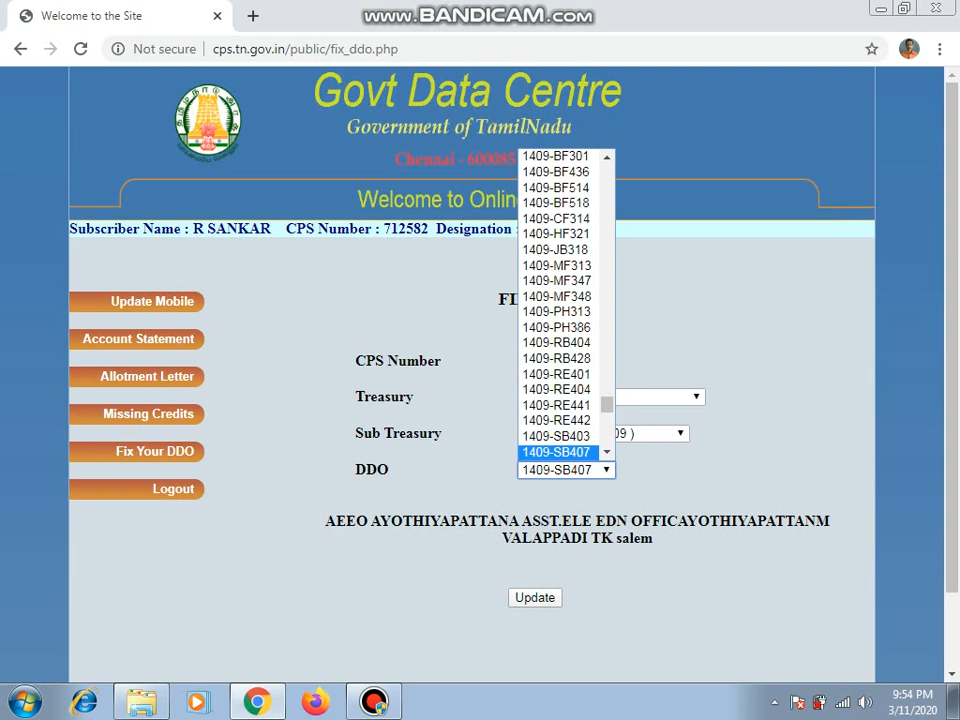 Welcome to the Site
www.BANDICAM.com
Not secure
cps.tn.gov.in/public/fix_ddo.php
Govt Data Centre
Government of TamilNadu
Chennai - 600085
Welcome to Onlin
Subscriber Name : R SANKAR CPS Number : 712582 Designation :
Update Mobile
Account Statement
Allotment Letter
Missing Credits
Fix Your DDO
Logout
CPS Number
Treasury
Sub Treasury
09 )
DDO
1409-BF301
1409-BF436
1409-BF514
1409-BF518
1409-CF314
1409-HF321
1409-JB318
1409-MF313
1409-MF347
1409-MF348
1409-PH313
1409-PH386
1409-RB404
1409-RB428
1409-RE401
1409-RE404
1409-RE441
1409-RE442
1409-SB403
1409-SB407
1409-SB407
AEEO AYOTHIYAPATTANA ASST.ELE EDN OFFICAYOTHIYAPATTANM
VALAPPADI TK salem
Update
9:54 PM
3/11/2020